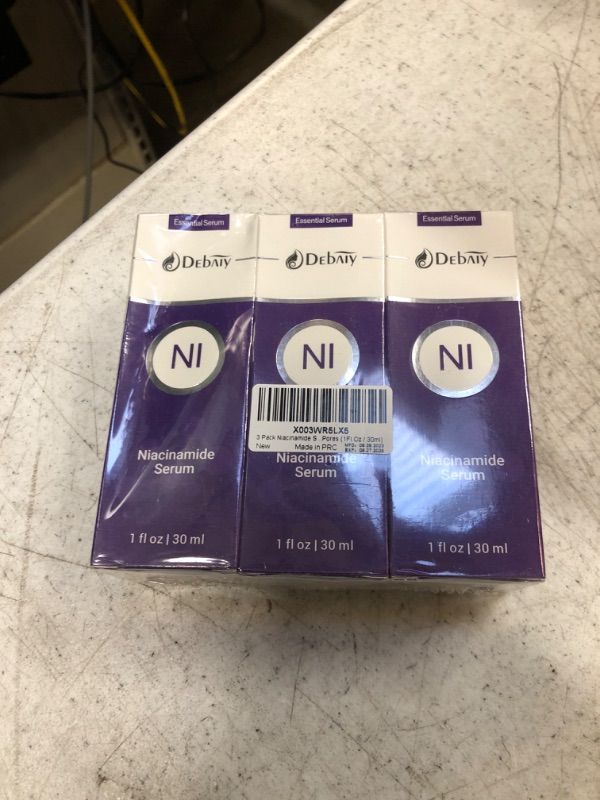 Essential Serum
DEBAIY
NI
Niacinamide
Serum
1 fl oz | 30 ml
Essential Serum
DEBAIY
NI
X003WR5LX5
3 Pack Niacinamide S...Pores (1Fl Oz / 30ml)
New
Made in PRC
MFG:
EXP:
Niacinamide
Serum
1 fl oz | 30 ml
Essential Serum
DEBAIY
NI
Niacinamide
Serum
1 fl oz | 30 ml